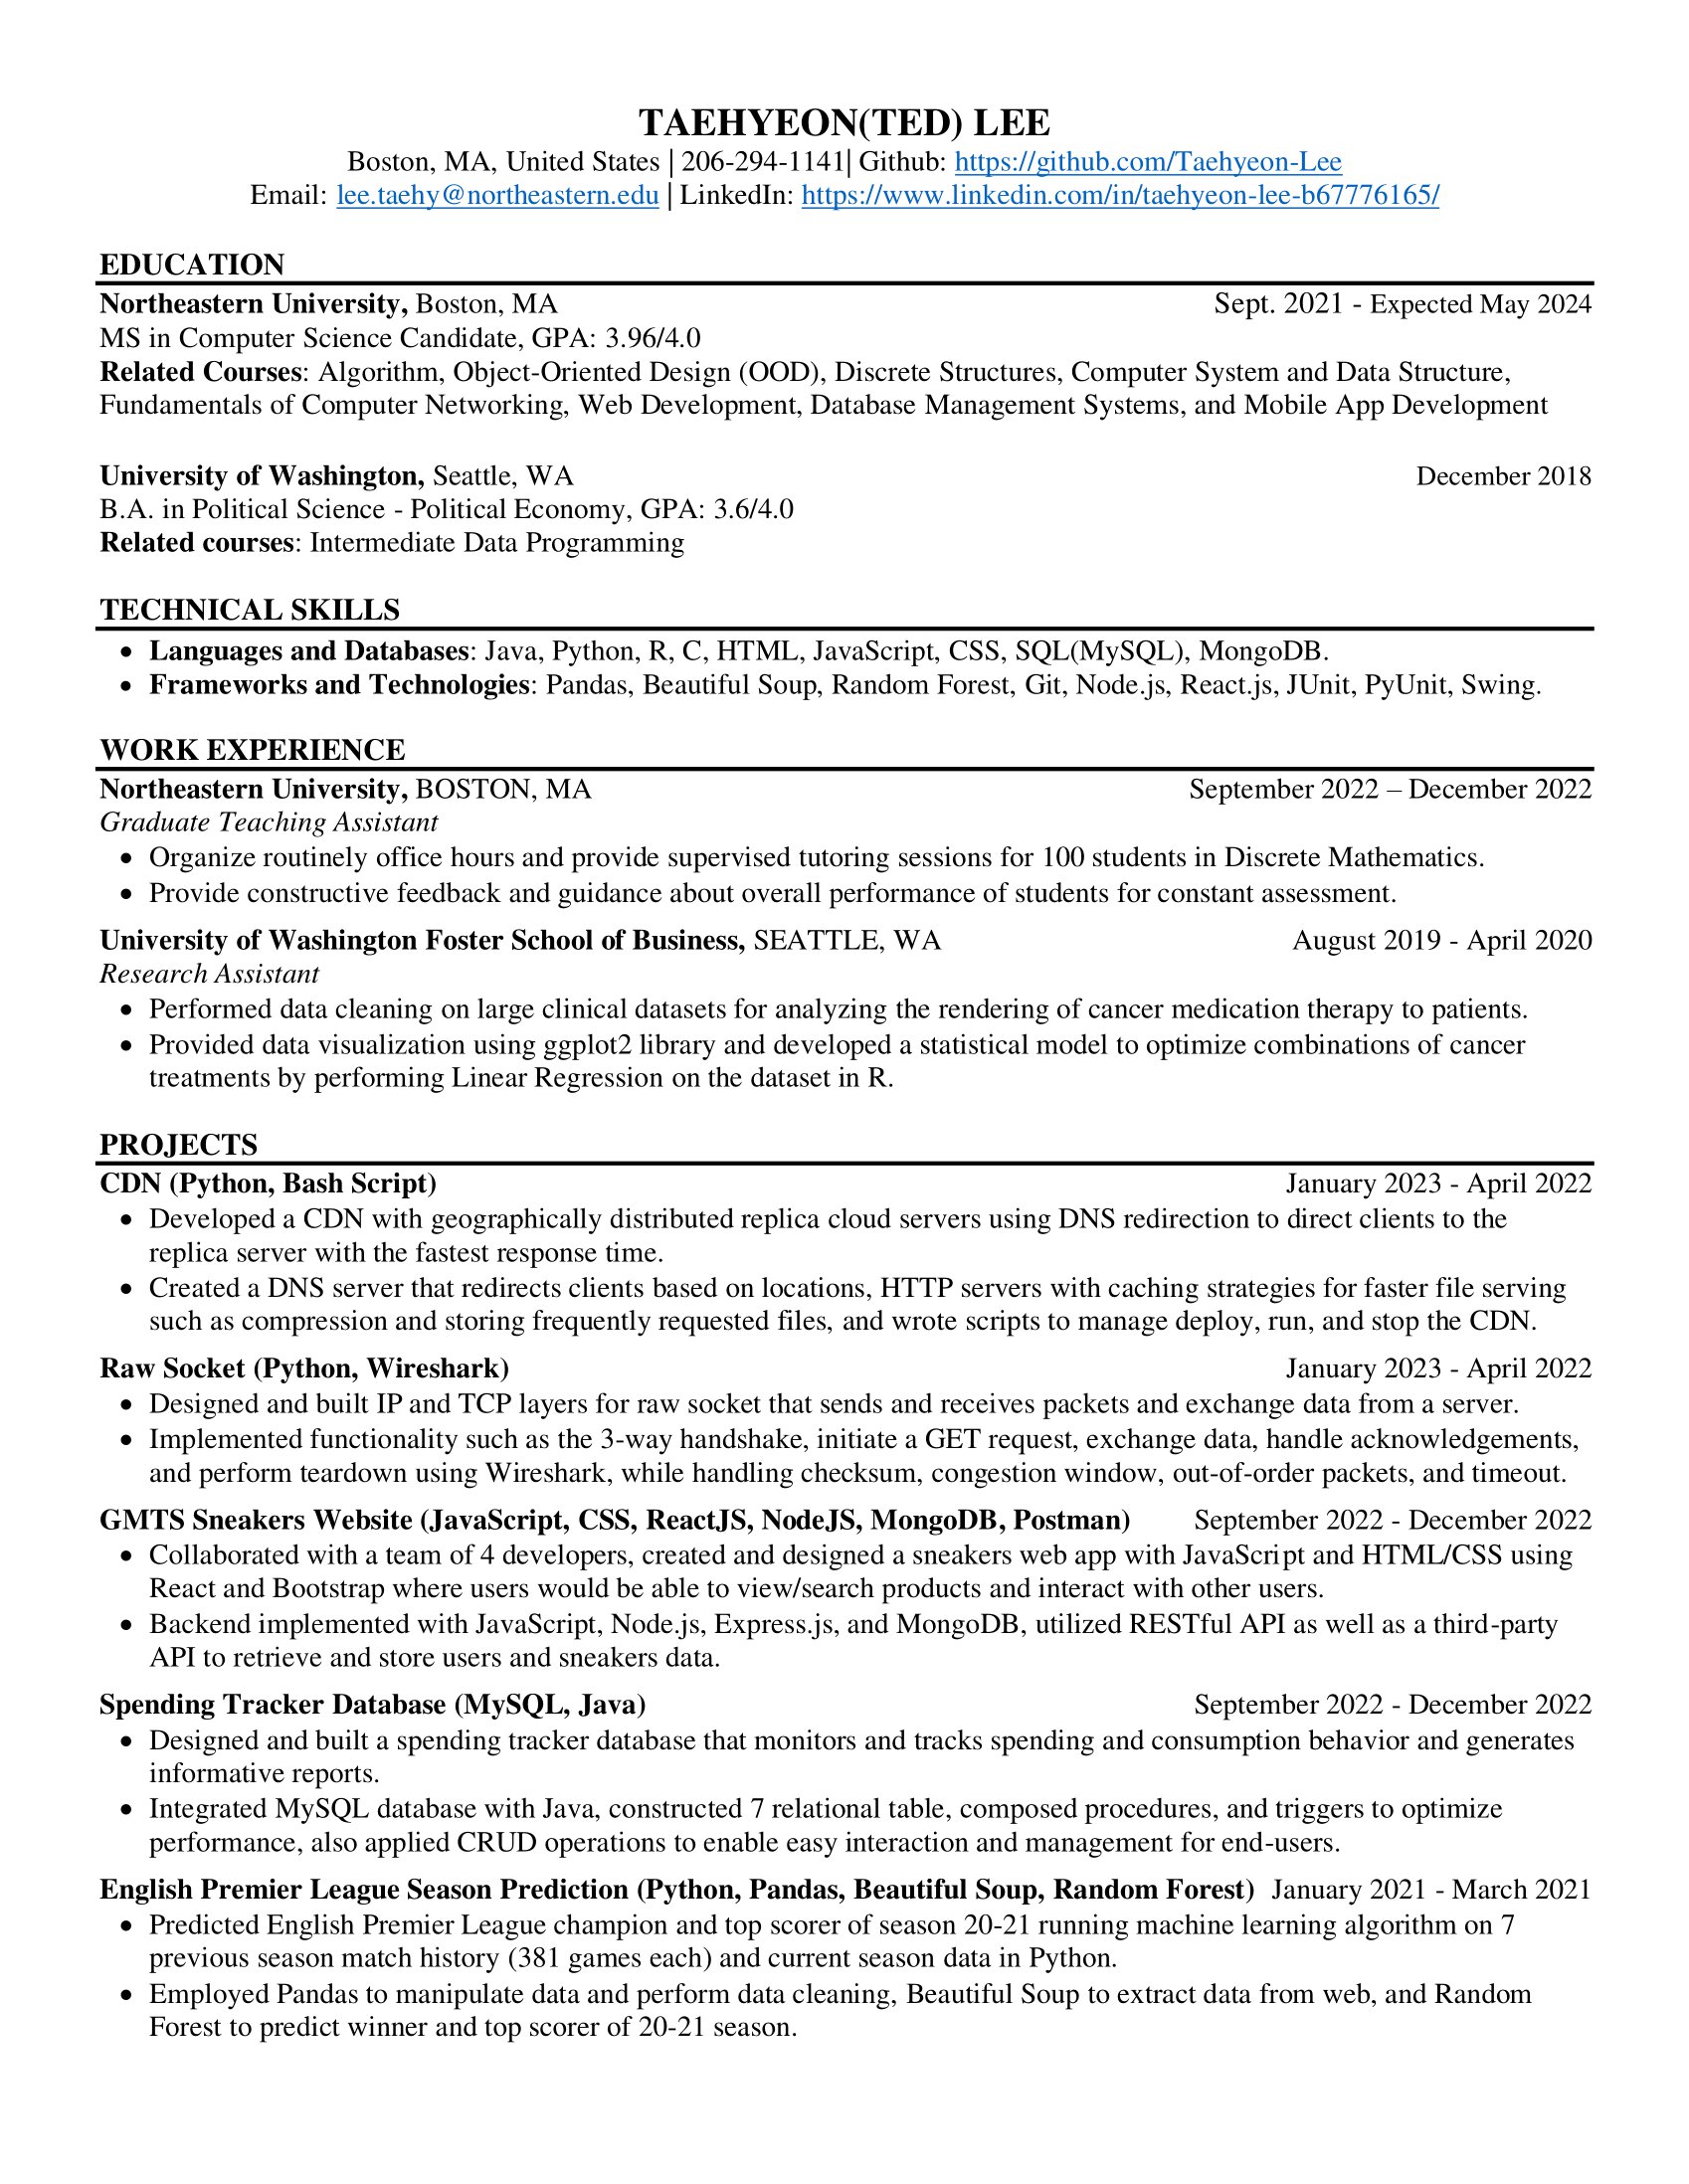 TAEHYEON(TED) LEE
Boston, MA, United States | 206-294-1141| Github: https://github.com/Taehyeon-Lee
Email: lee.taehy@northeastern.edu | LinkedIn: https://www.linkedin.com/in/taehyeon-lee-b67776165/
EDUCATION
Northeastern University, Boston, MA Sept. 2021 - Expected May 2024
MS in Computer Science Candidate, GPA: 3.96/4.0
Related Courses: Algorithm, Object-Oriented Design (OOD), Discrete Structures, Computer System and Data Structure,
Fundamentals of Computer Networking, Web Development, Database Management Systems, and Mobile App Development
University of Washington, Seattle, WA December 2018
B.A. in Political Science - Political Economy, GPA: 3.6/4.0
Related courses: Intermediate Data Programming
TECHNICAL SKILLS
• Languages and Databases: Java, Python, R, C, HTML, JavaScript, CSS, SQL(MySQL), MongoDB.
• Frameworks and Technologies: Pandas, Beautiful Soup, Random Forest, Git, Node.js, React.js, JUnit, PyUnit, Swing.
WORK EXPERIENCE
Northeastern University, BOSTON, MA September 2022 – December 2022
Graduate Teaching Assistant
• Organize routinely office hours and provide supervised tutoring sessions for 100 students in Discrete Mathematics.
• Provide constructive feedback and guidance about overall performance of students for constant assessment.
University of Washington Foster School of Business, SEATTLE, WA August 2019 - April 2020
Research Assistant
• Performed data cleaning on large clinical datasets for analyzing the rendering of cancer medication therapy to patients.
• Provided data visualization using ggplot2 library and developed a statistical model to optimize combinations of cancer
treatments by performing Linear Regression on the dataset in R.
PROJECTS
CDN (Python, Bash Script) January 2023 - April 2022
• Developed a CDN with geographically distributed replica cloud servers using DNS redirection to direct clients to the
replica server with the fastest response time.
• Created a DNS server that redirects clients based on locations, HTTP servers with caching strategies for faster file serving
such as compression and storing frequently requested files, and wrote scripts to manage deploy, run, and stop the CDN.
Raw Socket (Python, Wireshark) January 2023 - April 2022
• Designed and built IP and TCP layers for raw socket that sends and receives packets and exchange data from a server.
• Implemented functionality such as the 3-way handshake, initiate a GET request, exchange data, handle acknowledgements,
and perform teardown using Wireshark, while handling checksum, congestion window, out-of-order packets, and timeout.
GMTS Sneakers Website (JavaScript, CSS, ReactJS, NodeJS, MongoDB, Postman) September 2022 - December 2022
• Collaborated with a team of 4 developers, created and designed a sneakers web app with JavaScript and HTML/CSS using
React and Bootstrap where users would be able to view/search products and interact with other users.
• Backend implemented with JavaScript, Node.js, Express.js, and MongoDB, utilized RESTful API as well as a third-party
API to retrieve and store users and sneakers data.
Spending Tracker Database (MySQL, Java) September 2022 - December 2022
• Designed and built a spending tracker database that monitors and tracks spending and consumption behavior and generates
informative reports.
• Integrated MySQL database with Java, constructed 7 relational table, composed procedures, and triggers to optimize
performance, also applied CRUD operations to enable easy interaction and management for end-users.
English Premier League Season Prediction (Python, Pandas, Beautiful Soup, Random Forest) January 2021 - March 2021
• Predicted English Premier League champion and top scorer of season 20-21 running machine learning algorithm on 7
previous season match history (381 games each) and current season data in Python.
• Employed Pandas to manipulate data and perform data cleaning, Beautiful Soup to extract data from web, and Random
Forest to predict winner and top scorer of 20-21 season.